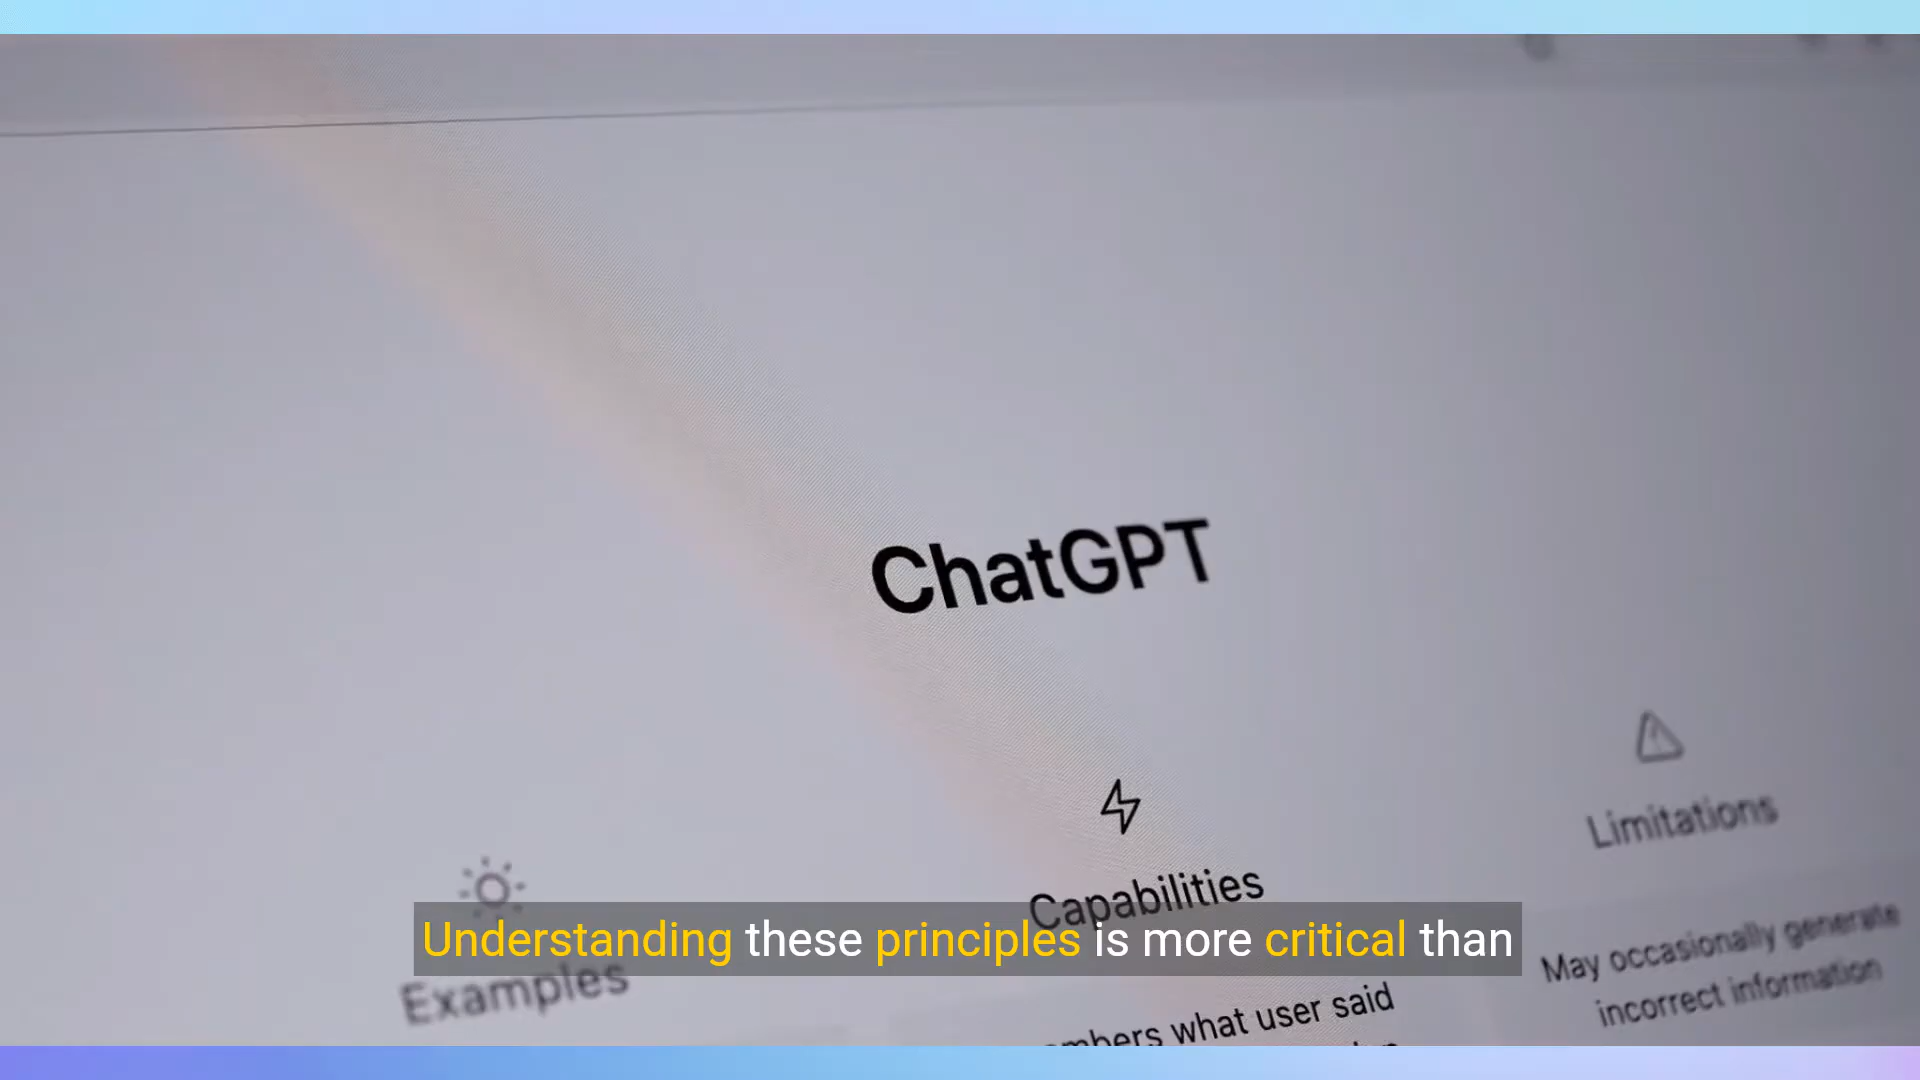 ChatGPT
Limitations
Capabilities
Examples
Understanding these principles is more critical than
May occasionally generate
incorrect information
what user said